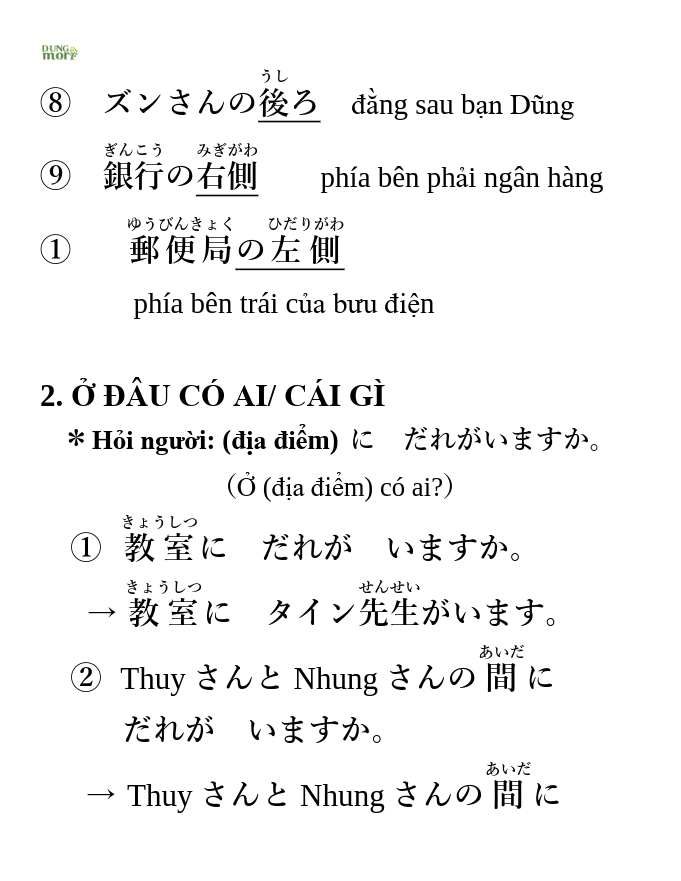 DUNG
mori
うし
⑧ ズンさんの後ろ đằng sau bạn Dũng
ぎんこう みぎがわ
⑨ 銀行の右側 phía bên phải ngân hàng
ゆうびんきょく ひだりがわ
① 郵便局の左側
phía bên trái của bưu điện
2. Ở ĐÂU CÓ AI/ CÁI GÌ
* Hỏi người: (địa điểm) に だれがいますか。
(Ở (địa điểm) có ai?)
きょうしつ
① 教室に だれが いますか。
きょうしつ せんせい
→ 教室に タイン先生がいます。
あいだ
② Thuy さんと Nhung さんの間に
だれが いますか。
あいだ
→ Thuy さんと Nhung さんの間に